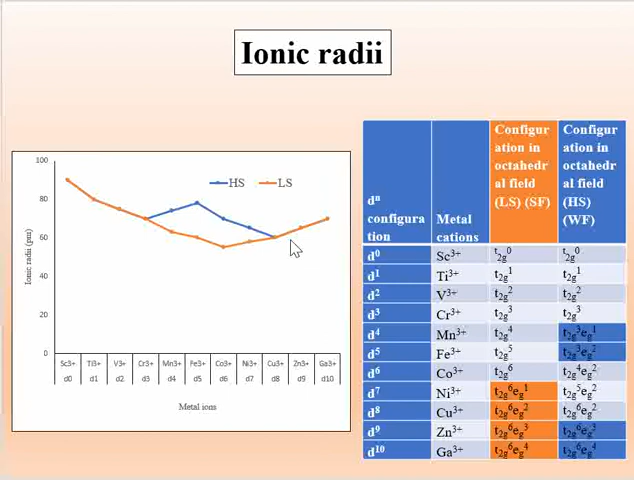 Ionic radii
100
80
60
40
20
0
Ionic radii (pm)
HS LS
Sc3+ Ti3+ V3+ Cr3+ Mn3+ Fe3+ Co3+ Ni3+ Cu3+ Zn3+ Ga3+
d0 d1 d2 d3 d4 d5 d6 d7 d8 d9 d10
Metal ions
dⁿ
configura
tion
Metal
cations
Configur
ation in
octahedr
al field
(LS) (SF)
Configur
ation in
octahedr
al field
(HS)
(WF)
d⁰ Sc³⁺ t₂g⁰ t₂g⁰
d¹ Ti³⁺ t₂g¹ t₂g¹
d² V³⁺ t₂g² t₂g²
d³ Cr³⁺ t₂g³ t₂g³
d⁴ Mn³⁺ t₂g⁴ t₂g³eg¹
d⁵ Fe³⁺ t₂g⁵ t₂g³eg²
d⁶ Co³⁺ t₂g⁶ t₂g⁴eg²
d⁷ Ni³⁺ t₂g⁶eg¹ t₂g⁵eg²
d⁸ Cu³⁺ t₂g⁶eg² t₂g⁶eg²
d⁹ Zn³⁺ t₂g⁶eg³ t₂g⁶eg³
d¹⁰ Ga³⁺ t₂g⁶eg⁴ t₂g⁶eg⁴